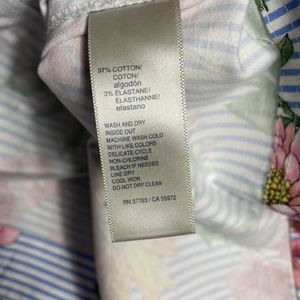 97% COTTON/
COTON/
algodón
3% ELASTANE/
ÉLASTHANNE/
elastano
WASH AND DRY
INSIDE OUT
MACHINE WASH COLD
WITH LIKE COLORS
DELICATE CYCLE
NON-CHLORINE
BLEACH IF NEEDED
LINE DRY
COOL IRON
DO NOT DRY CLEAN
RN 57763 / CA 55972